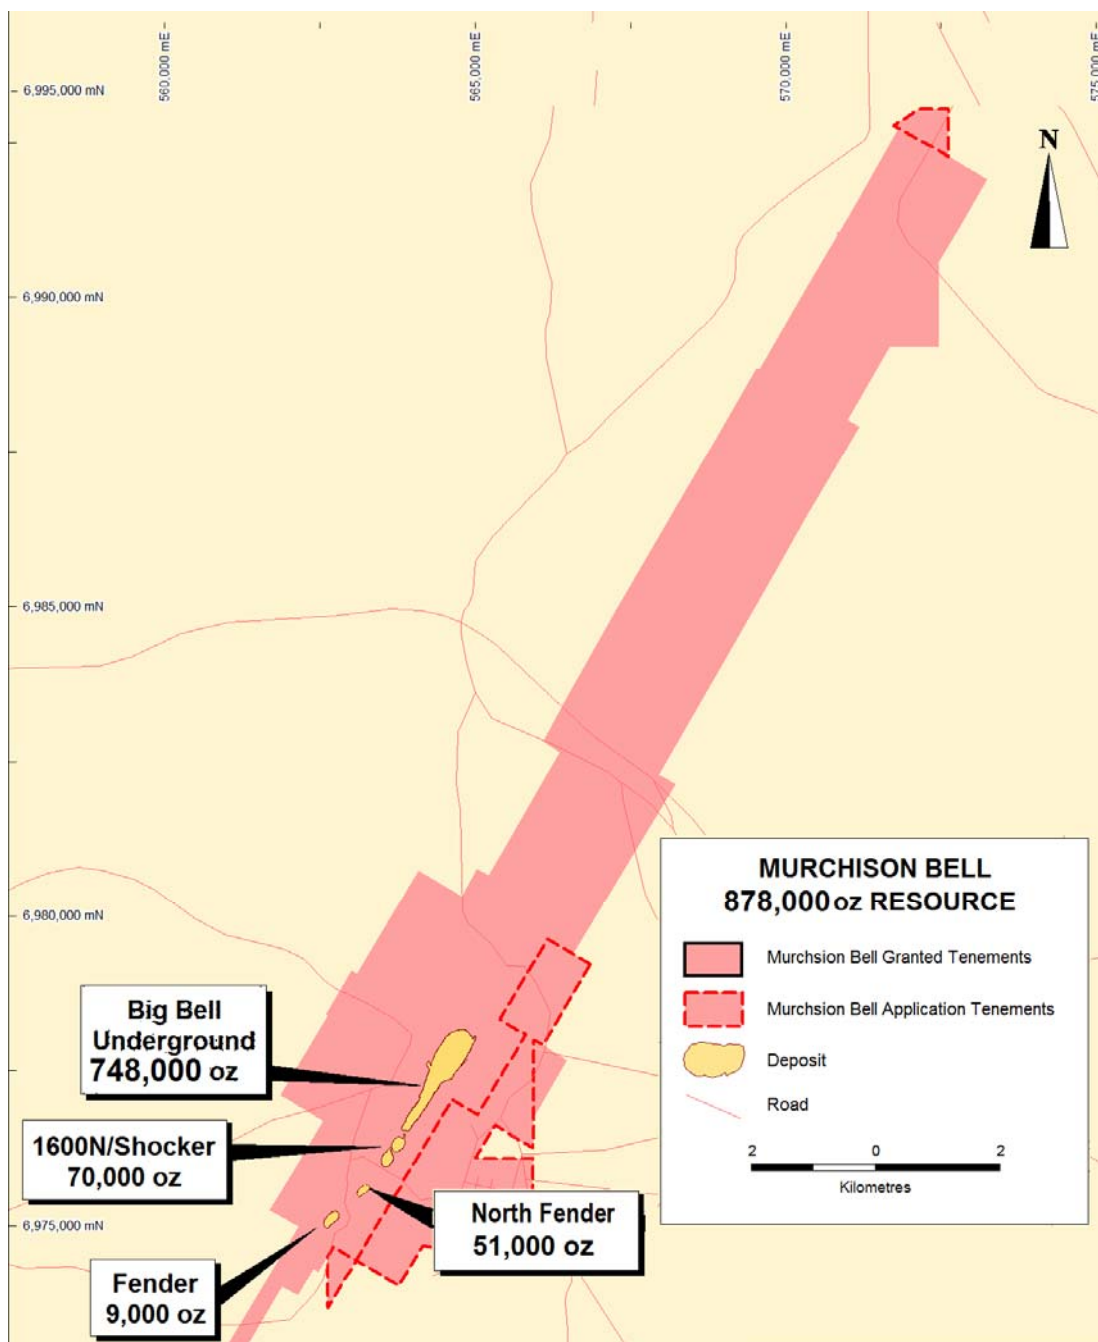 560,000 mE
565,000 mE
570,000 mE
575,000 mE
6,995,000 mN
N
6,990,000 mN
6,985,000 mN
6,980,000 mN
6,975,000 mN
MURCHISON BELL
878,000 oz RESOURCE
Murchsion Bell Granted Tenements
Murchsion Bell Application Tenements
Deposit
Road
2 0 2
Kilometres
Big Bell
Underground
748,000 oz
1600N/Shocker
70,000 oz
North Fender
51,000 oz
Fender
9,000 oz